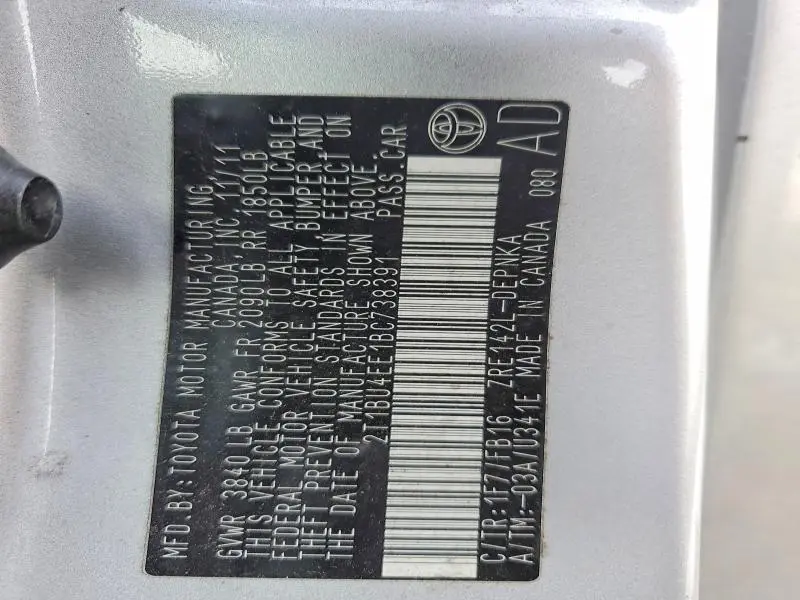 MFD. BY: TOYOTA MOTOR MANUFACTURING
CANADA, INC. 11/11
GVWR 3840 LB GAWR FR 2090LB RR 1850LB
THIS VEHICLE CONFORMS TO ALL APPLICABLE
FEDERAL MOTOR VEHICLE SAFETY, BUMPER, AND
THEFT PREVENTION STANDARDS IN EFFECT ON
THE DATE OF MANUFACTURE SHOWN ABOVE.
2T1BU4EE1BC738391 PASS. CAR
C/TR: 1F7/FB16 ZRE142L-DEPNKA
A/TM: -03A/U341E MADE IN CANADA 080
AD